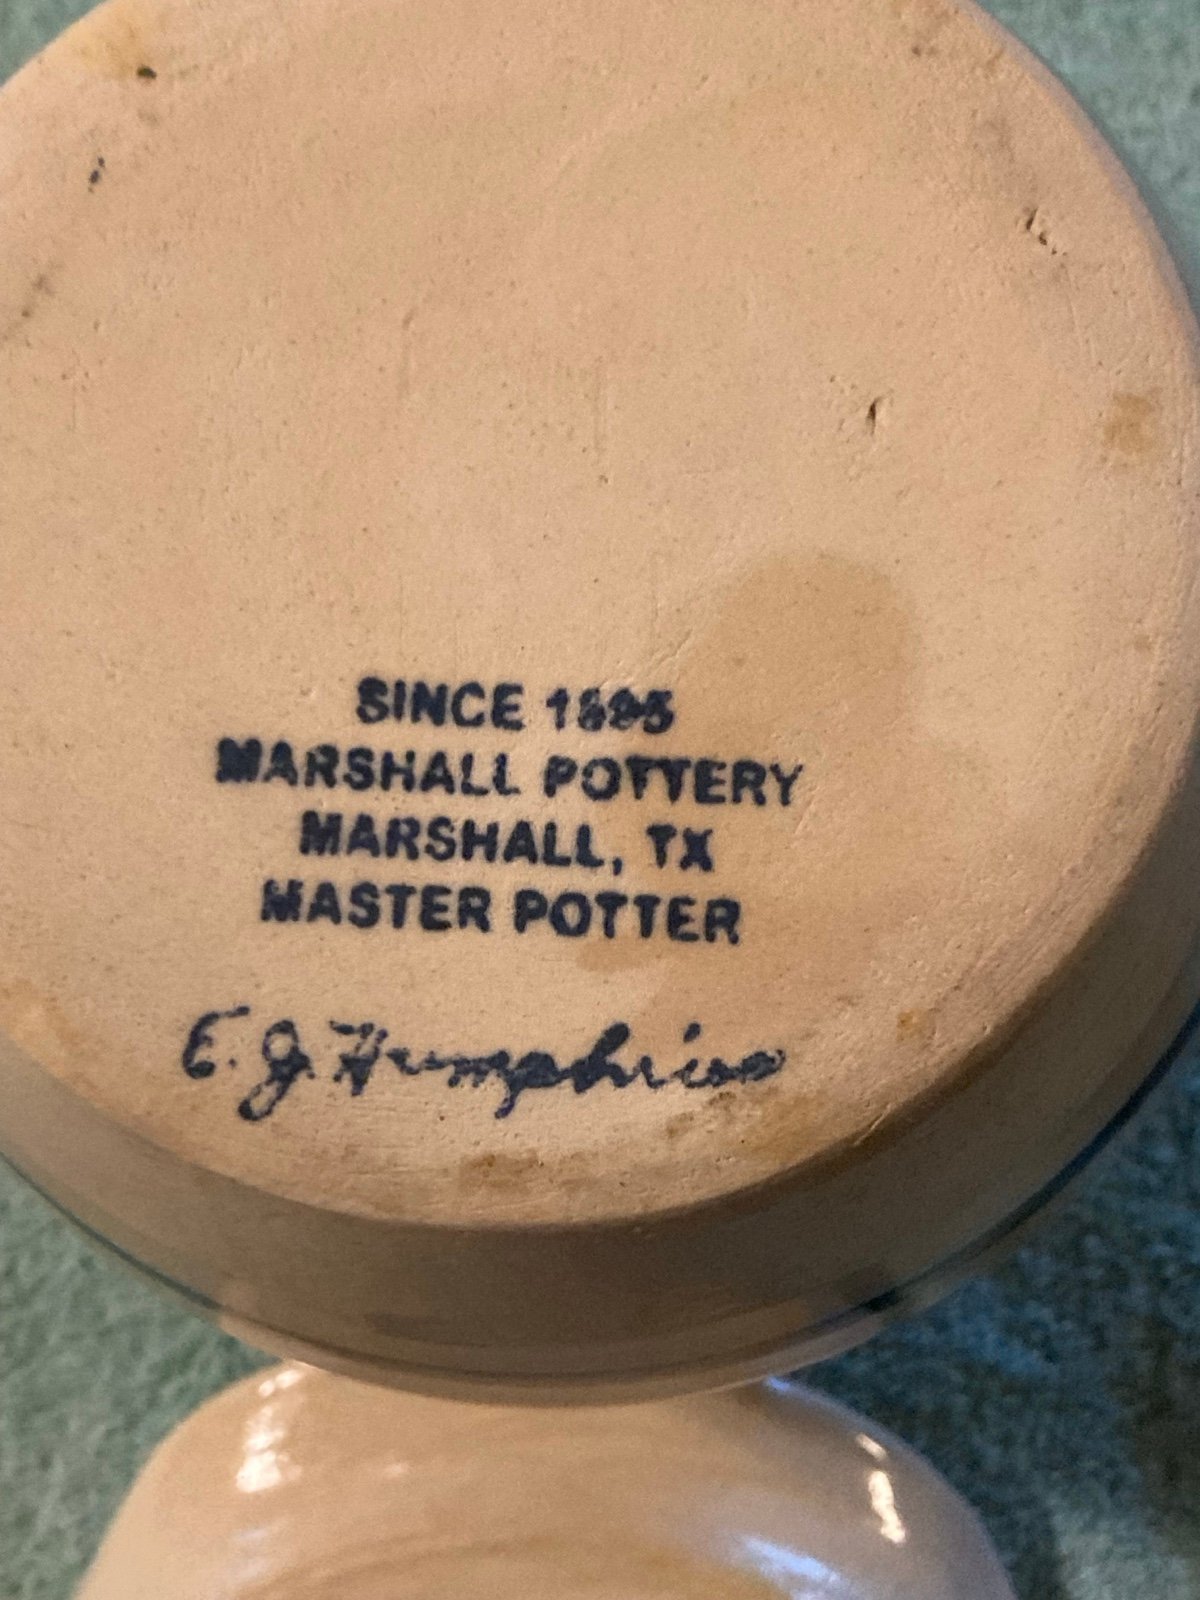 SINCE 1895
MARSHALL POTTERY
MARSHALL, TX
MASTER POTTER
E. J. Humphries